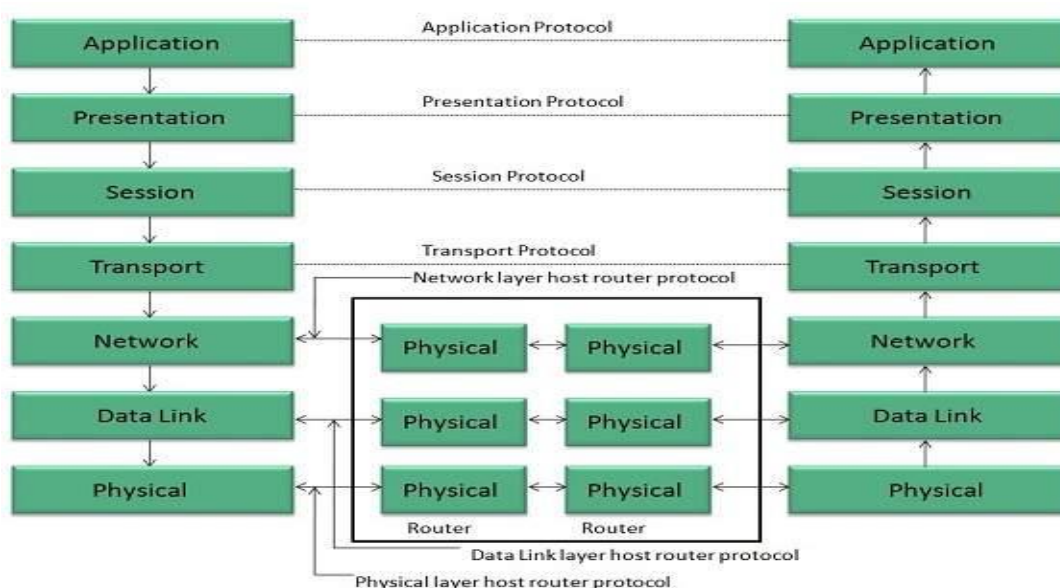 Application Protocol
Application
Application
Presentation Protocol
Presentation
Presentation
Session Protocol
Session
Session
Transport Protocol
Transport
Transport
Network layer host router protocol
Network
Physical
Physical
Network
Data Link
Physical
Physical
Data Link
Physical
Physical
Physical
Physical
Router
Router
Data Link layer host router protocol
Physical layer host router protocol